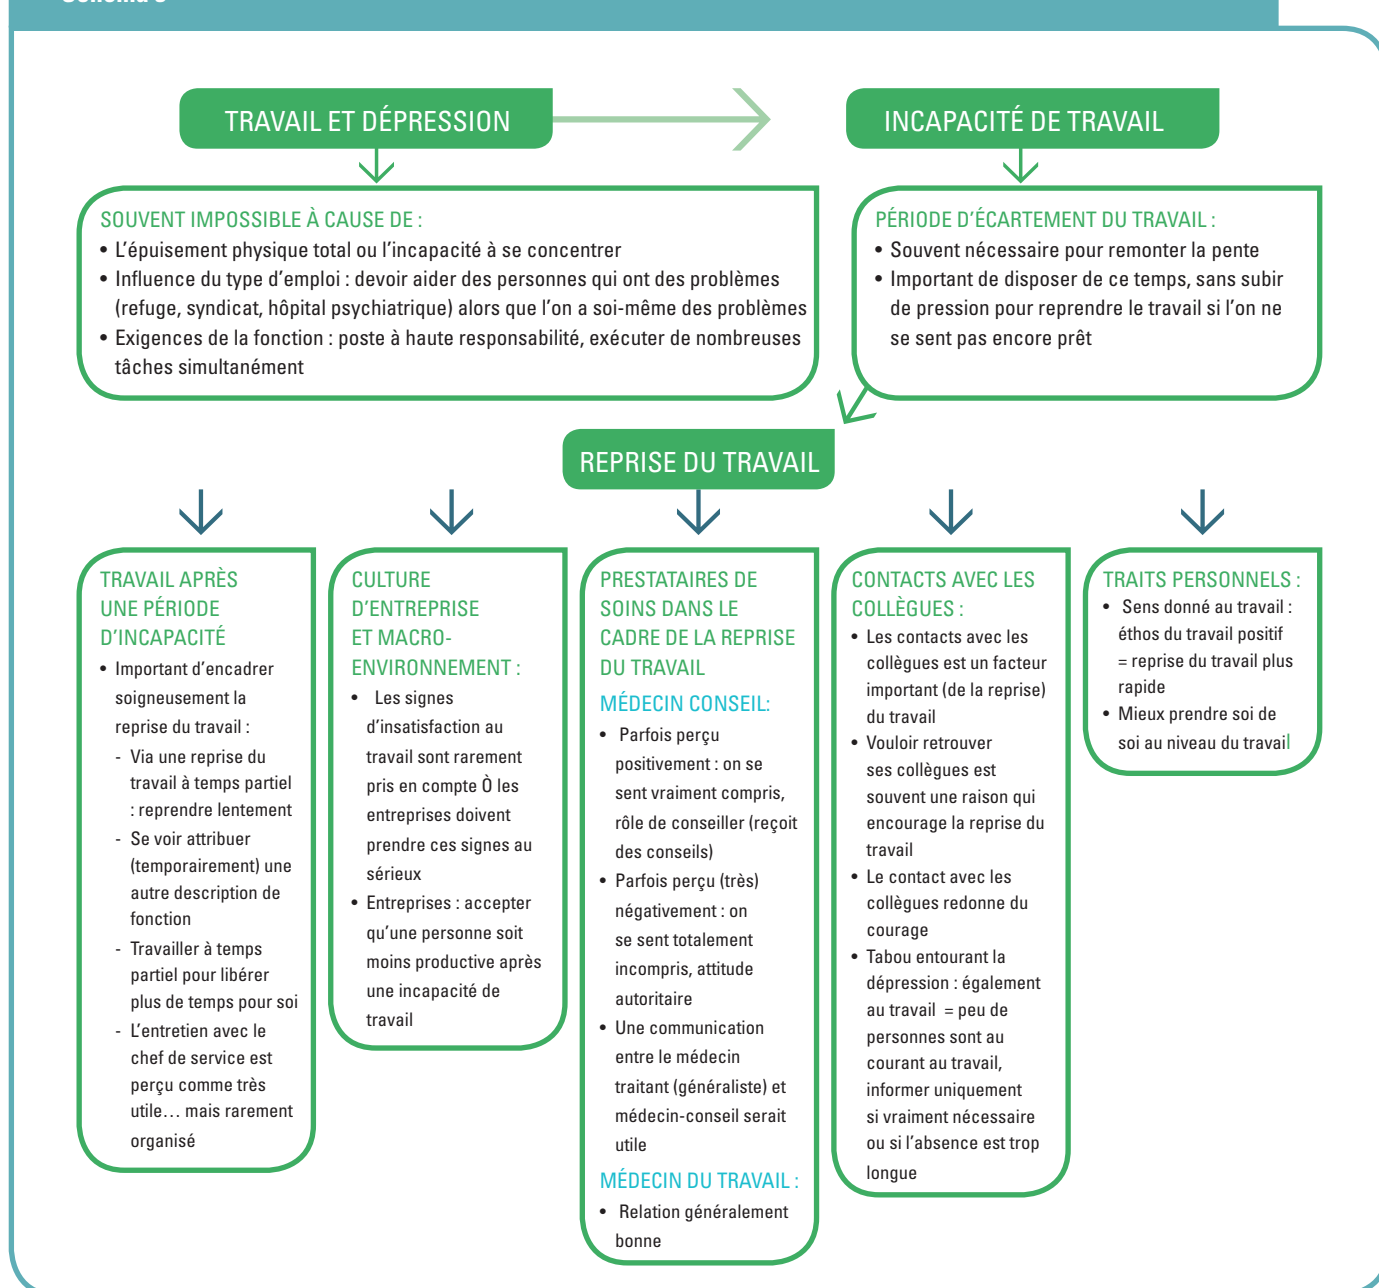 TRAVAIL ET DÉPRESSION
INCAPACITÉ DE TRAVAIL
SOUVENT IMPOSSIBLE À CAUSE DE :
• L'épuisement physique total ou l'incapacité à se concentrer
• Influence du type d'emploi : devoir aider des personnes qui ont des problèmes
(refuge, syndicat, hôpital psychiatrique) alors que l'on a soi-même des problèmes
• Exigences de la fonction : poste à haute responsabilité, exécuter de nombreuses
tâches simultanément
PÉRIODE D'ÉCARTEMENT DU TRAVAIL :
• Souvent nécessaire pour remonter la pente
• Important de disposer de ce temps, sans subir
de pression pour reprendre le travail si l'on ne
se sent pas encore prêt
REPRISE DU TRAVAIL
TRAVAIL APRÈS
UNE PÉRIODE
D'INCAPACITÉ
• Important d'encadrer
soigneusement la
reprise du travail :
- Via une reprise du
travail à temps partiel
: reprendre lentement
- Se voir attribuer
(temporairement) une
autre description de
fonction
- Travailler à temps
partiel pour libérer
plus de temps pour soi
- L'entretien avec le
chef de service est
perçu comme très
utile… mais rarement
organisé
CULTURE
D'ENTREPRISE
ET MACRO-
ENVIRONNEMENT :
• Les signes
d'insatisfaction au
travail sont rarement
pris en compte Ò les
entreprises doivent
prendre ces signes au
sérieux
• Entreprises : accepter
qu'une personne soit
moins productive après
une incapacité de
travail
PRESTATAIRES DE
SOINS DANS LE
CADRE DE LA REPRISE
DU TRAVAIL
MÉDECIN CONSEIL:
• Parfois perçu
positivement : on se
sent vraiment compris,
rôle de conseiller (reçoit
des conseils)
• Parfois perçu (très)
négativement : on
se sent totalement
incompris, attitude
autoritaire
• Une communication
entre le médecin
traitant (généraliste) et
médecin-conseil serait
utile
MÉDECIN DU TRAVAIL :
• Relation généralement
bonne
CONTACTS AVEC LES
COLLÈGUES :
• Les contacts avec les
collègues est un facteur
important (de la reprise)
du travail
• Vouloir retrouver
ses collègues est
souvent une raison qui
encourage la reprise du
travail
• Le contact avec les
collègues redonne du
courage
• Tabou entourant la
dépression : également
au travail = peu de
personnes sont au
courant au travail,
informer uniquement
si vraiment nécessaire
ou si l'absence est trop
longue
TRAITS PERSONNELS :
• Sens donné au travail :
éthos du travail positif
= reprise du travail plus
rapide
• Mieux prendre soi de
soi au niveau du travail